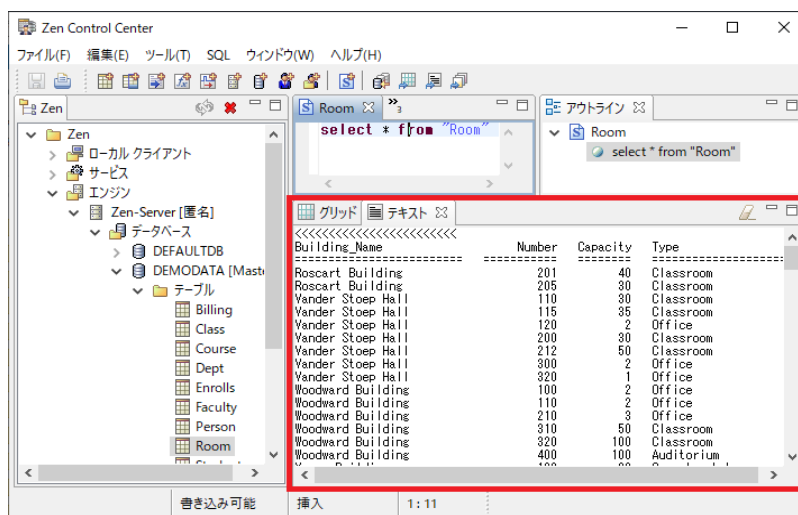 Zen Control Center
ファイル(F) 編集(E) ツール(T) SQL ウィンドウ(W) ヘルプ(H)
Zen
Zen
ローカル クライアント
サービス
エンジン
Zen-Server [匿名]
データベース
DEFAULTDB
DEMODATA [Maste
テーブル
Billing
Class
Course
Dept
Enrolls
Faculty
Person
Room
Room 3
select * from "Room"
アウトライン
Room
select * from "Room"
グリッド テキスト
<<<<<<<<<<<<<<<<<<<<<<<<
Building_Name Number Capacity Type
========================= =========== ======== ====================
Roscart Building 201 40 Classroom
Roscart Building 205 30 Classroom
Vander Stoep Hall 110 30 Classroom
Vander Stoep Hall 115 35 Classroom
Vander Stoep Hall 120 2 Office
Vander Stoep Hall 200 30 Classroom
Vander Stoep Hall 212 50 Classroom
Vander Stoep Hall 300 2 Office
Vander Stoep Hall 320 1 Office
Woodward Building 100 2 Office
Woodward Building 110 2 Office
Woodward Building 210 3 Office
Woodward Building 310 50 Classroom
Woodward Building 320 100 Classroom
Woodward Building 400 100 Auditorium
書き込み可能 挿入 1 : 11